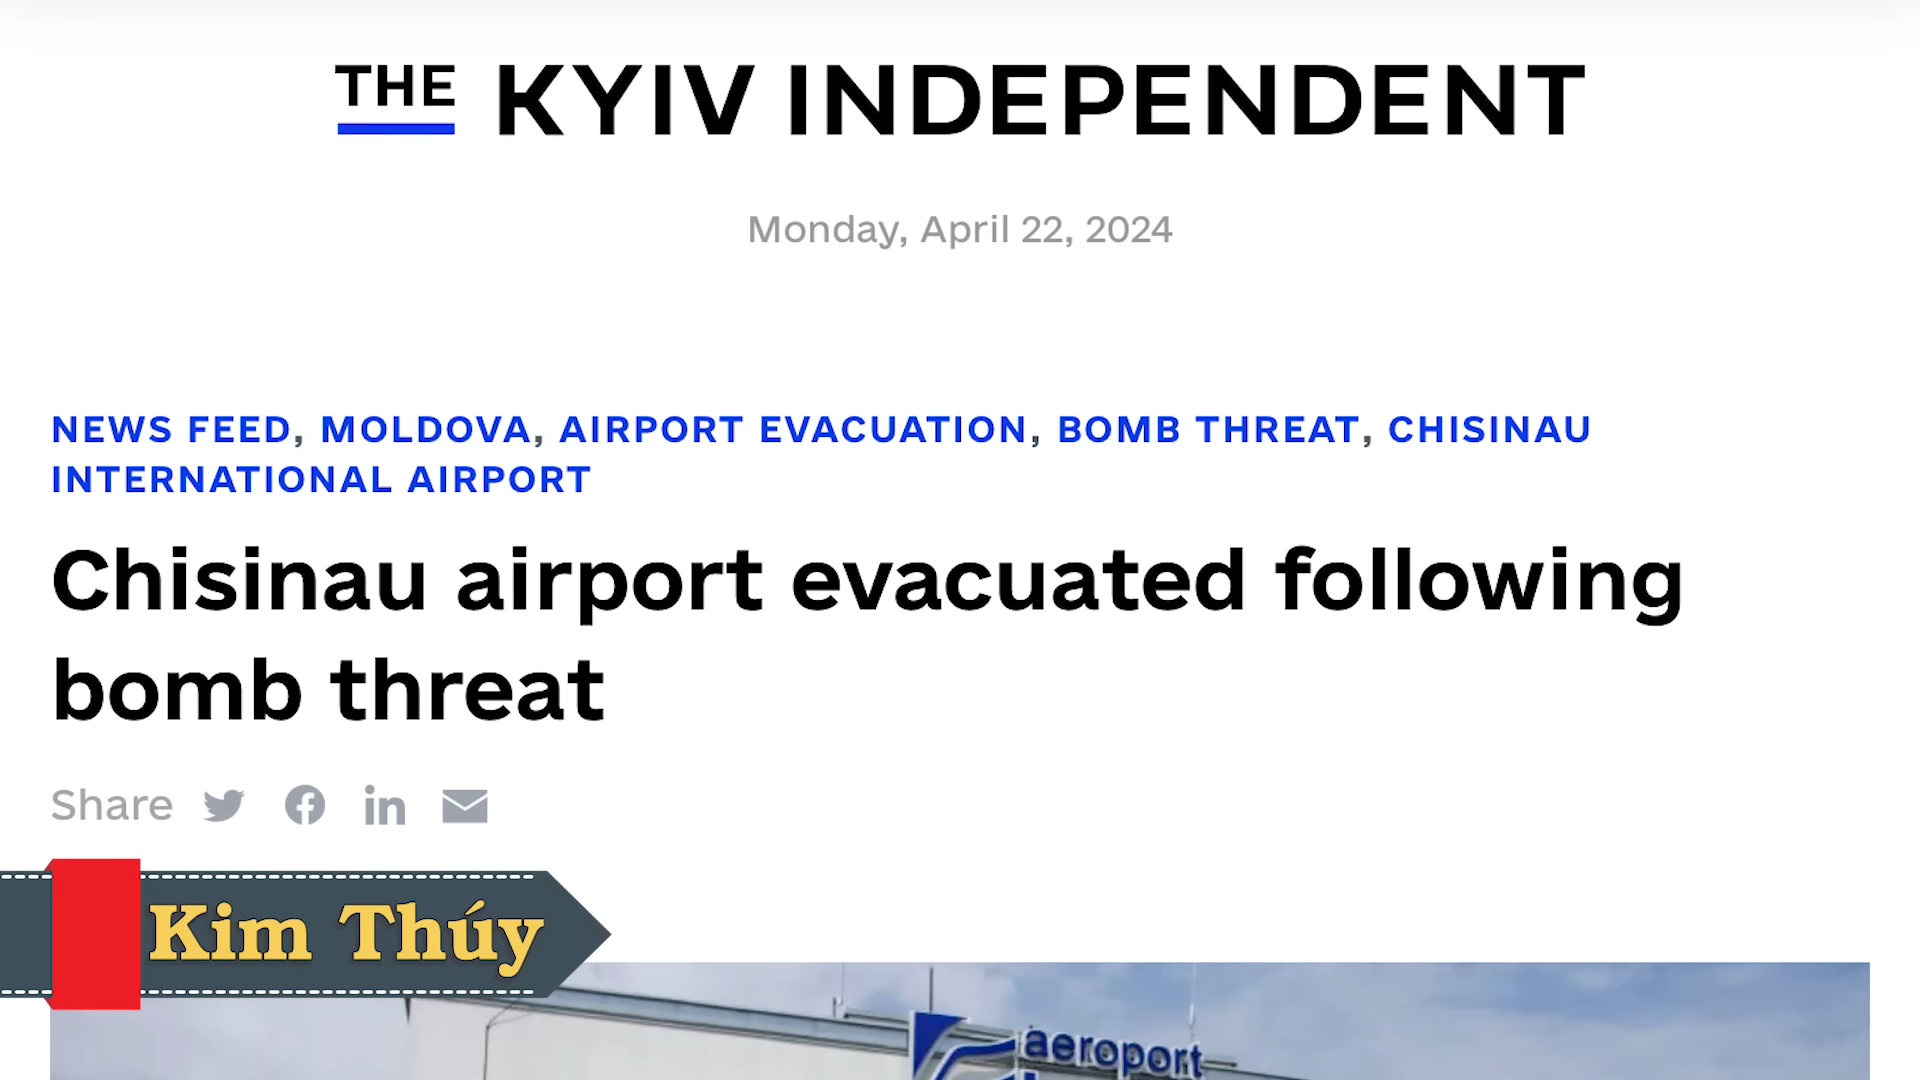 THE KYIV INDEPENDENT
Monday, April 22, 2024
NEWS FEED, MOLDOVA, AIRPORT EVACUATION, BOMB THREAT, CHISINAU
INTERNATIONAL AIRPORT
Chisinau airport evacuated following
bomb threat
Share
Kim Thúy
aeroport